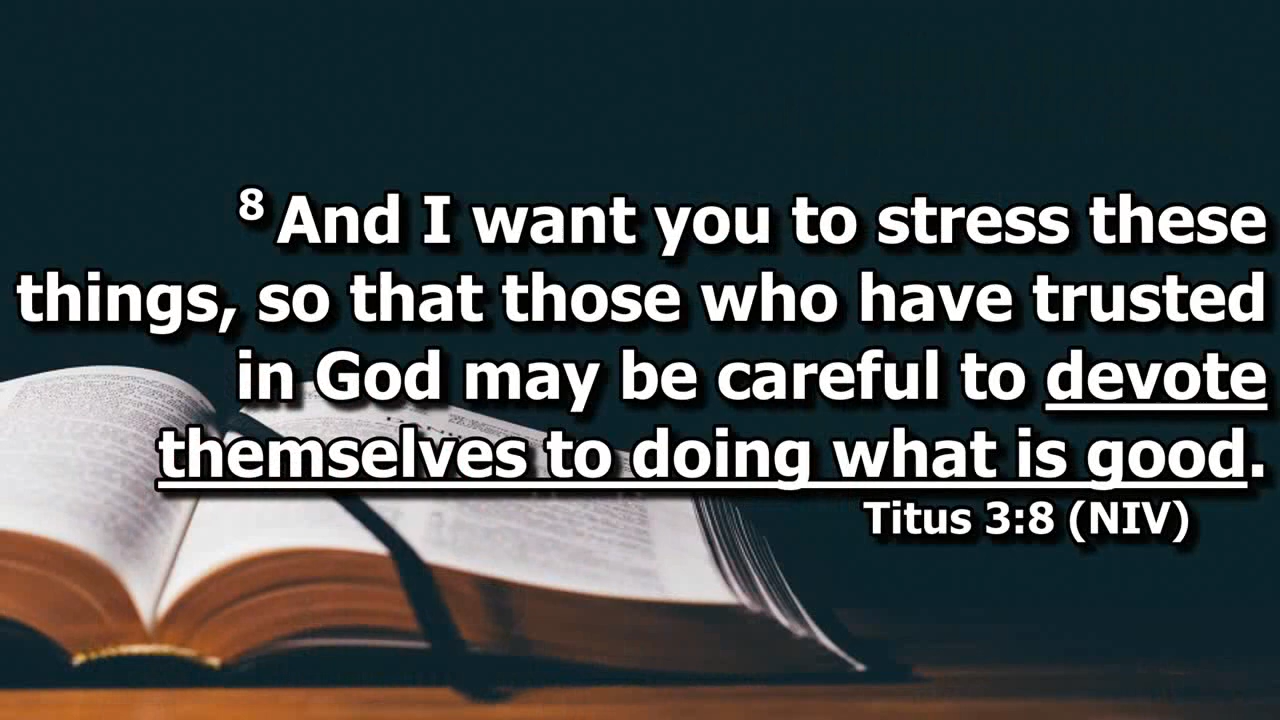 ⁸ And I want you to stress these
things, so that those who have trusted
in God may be careful to devote
themselves to doing what is good.
Titus 3:8 (NIV)